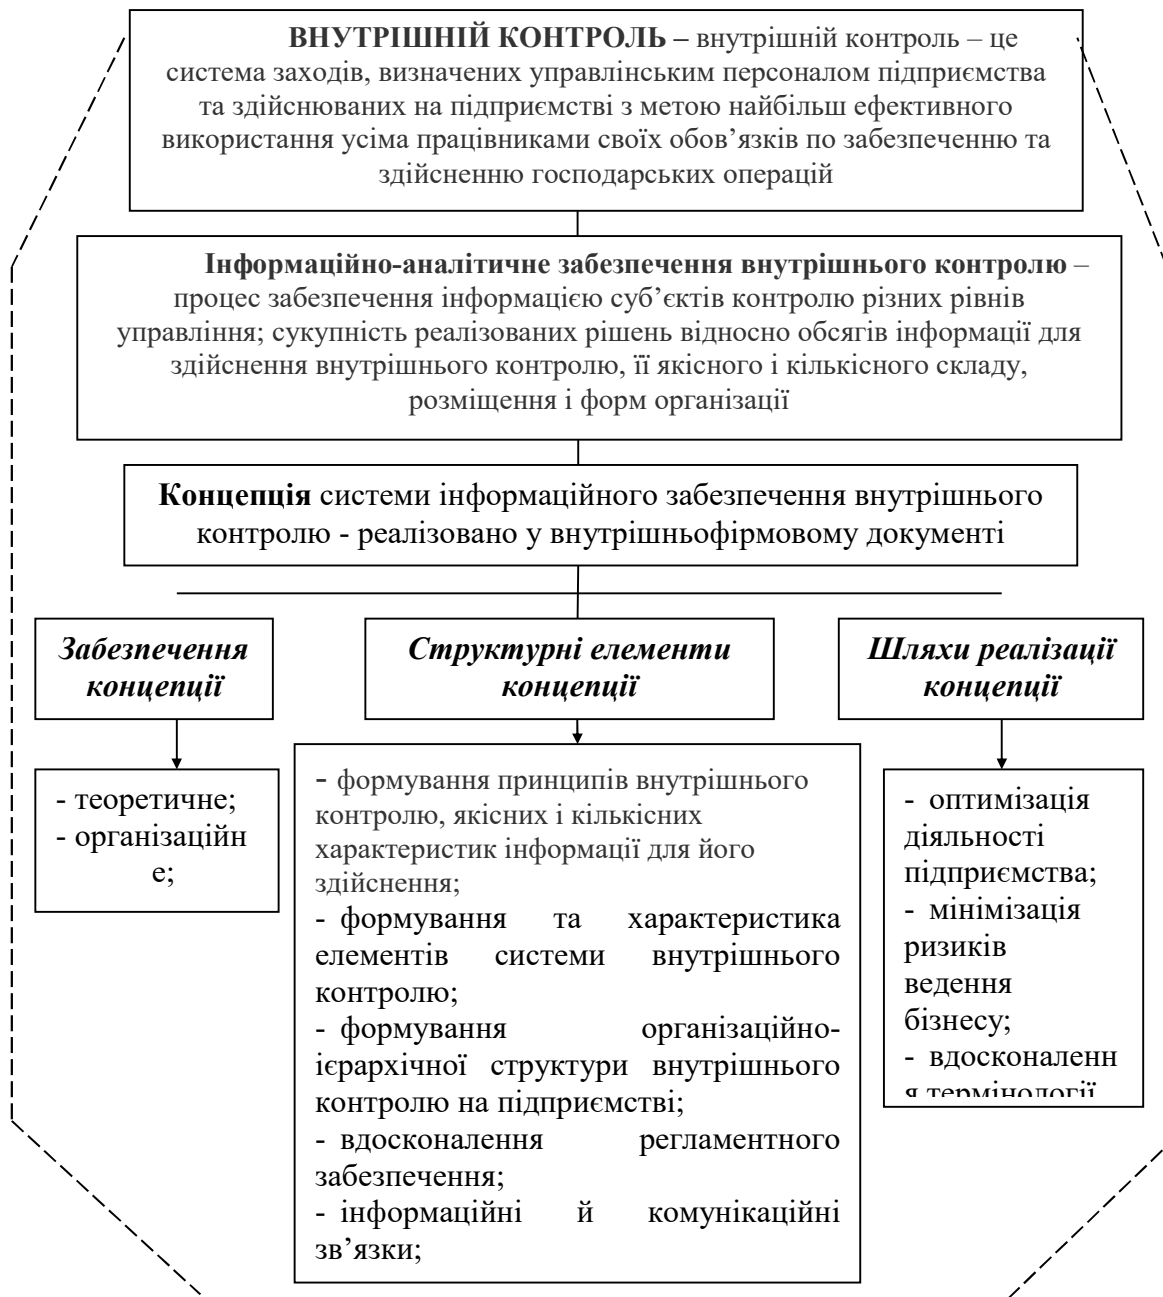 ВНУТРІШНІЙ КОНТРОЛЬ – внутрішній контроль – це
система заходів, визначених управлінським персоналом підприємства
та здійснюваних на підприємстві з метою найбільш ефективного
використання усіма працівниками своїх обов’язків по забезпеченню та
здійсненню господарських операцій
Інформаційно-аналітичне забезпечення внутрішнього контролю –
процес забезпечення інформацією суб’єктів контролю різних рівнів
управління; сукупність реалізованих рішень відносно обсягів інформації для
здійснення внутрішнього контролю, її якісного і кількісного складу,
розміщення і форм організації
Концепція системи інформаційного забезпечення внутрішнього
контролю - реалізовано у внутрішньофірмовому документі
Забезпечення
концепції
Структурні елементи
концепції
Шляхи реалізації
концепції
- теоретичне;
- організаційн
е;
- формування принципів внутрішнього
контролю, якісних і кількісних
характеристик інформації для його
здійснення;
- формування та характеристика
елементів системи внутрішнього
контролю;
- формування організаційно-
ієрархічної структури внутрішнього
контролю на підприємстві;
- вдосконалення регламентного
забезпечення;
- інформаційні й комунікаційні
зв’язки;
- оптимізація
діяльності
підприємства;
- мінімізація
ризиків
ведення
бізнесу;
- вдосконаленн
я термінології